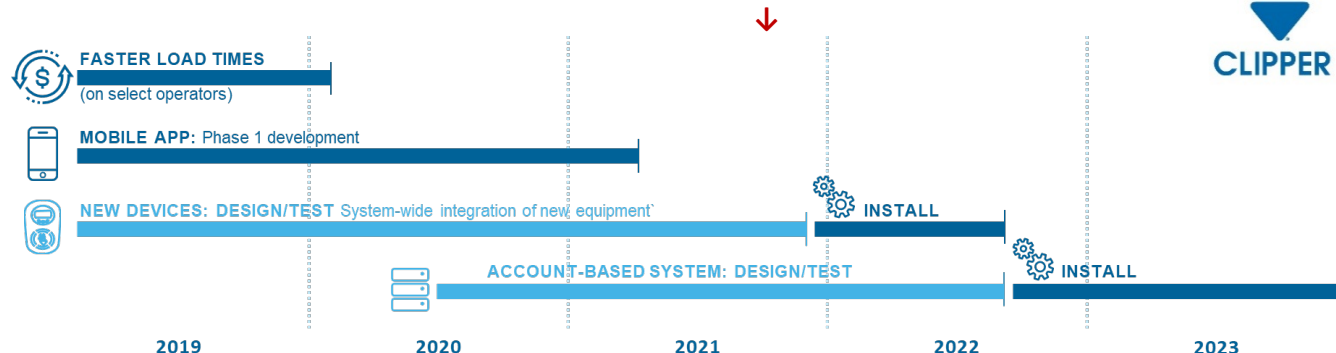 CLIPPER
FASTER LOAD TIMES
$
(on select operators)
MOBILE APP: Phase 1 development
NEW DEVICES: DESIGN/TEST System-wide integration of new equipment`
INSTALL
ACCOUNT-BASED SYSTEM: DESIGN/TEST
INSTALL
2019 2020 2021 2022 2023